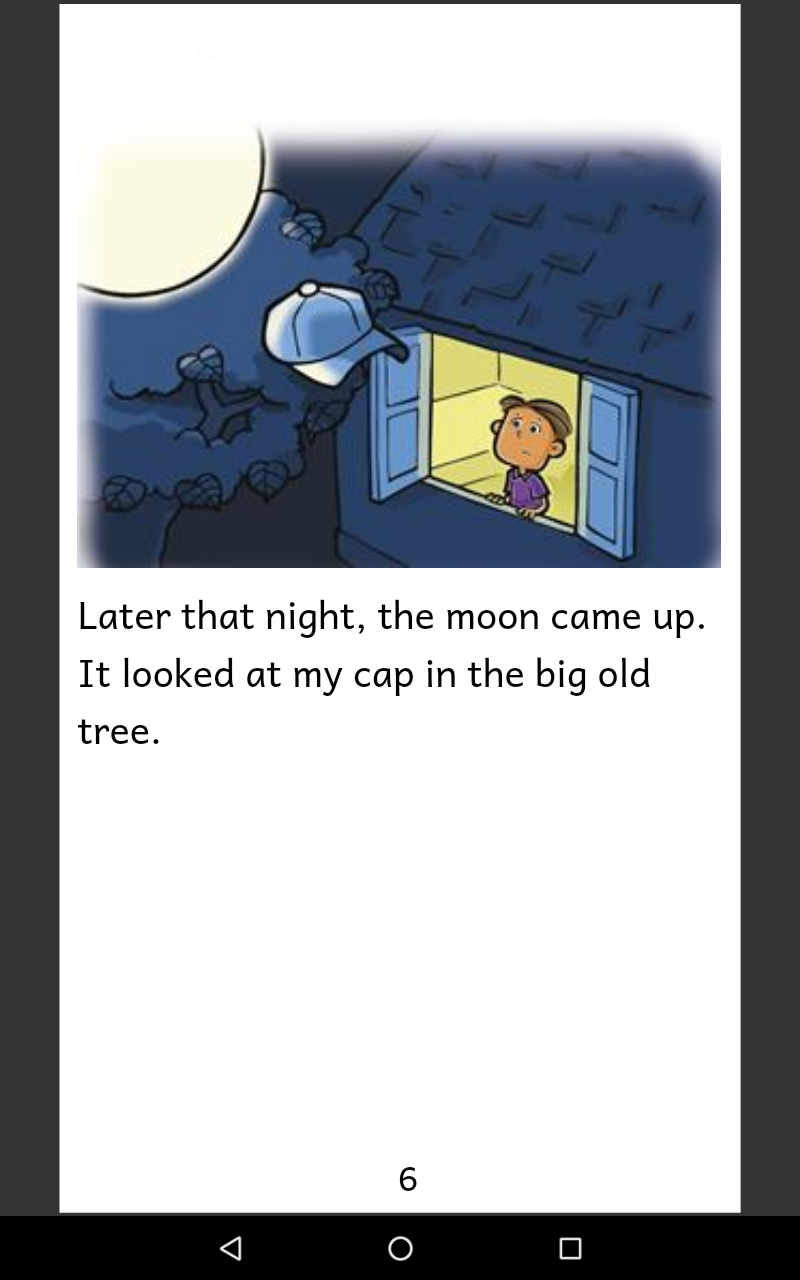 Later that night, the moon came up.
It looked at my cap in the big old
tree.
6